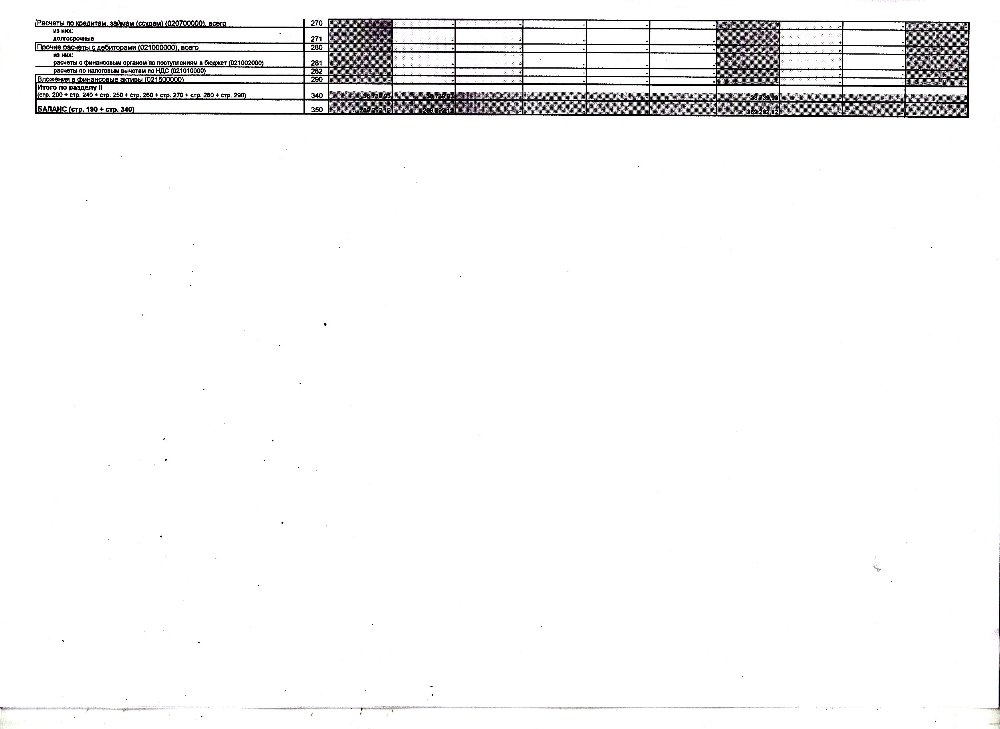 Расчеты по кредитам, займам (ссудам) (020700000), всего 270 - - - - - - - - - -
из них:
долгосрочные 271 - - - - - - - - - -
Прочие расчеты с дебиторами (021000000), всего 280 - - - - - - - - - -
из них:
расчеты с финансовым органом по поступлениям в бюджет (021002000) 281 - - - - - - - - - -
расчеты по налоговым вычетам по НДС (021010000) 282 - - - - - - - - - -
Вложения в финансовые активы (021500000) 290 - - - - - - - - - -
Итого по разделу II
(стр. 200 + стр. 240 + стр. 250 + стр. 260 + стр. 270 + стр. 280 + стр. 290) 340 38 739,93 38 739,93 - - - - 38 739,93 - - -
БАЛАНС (стр. 190 + стр. 340) 350 289 292,12 289 292,12 - - - - 289 292,12 - - -